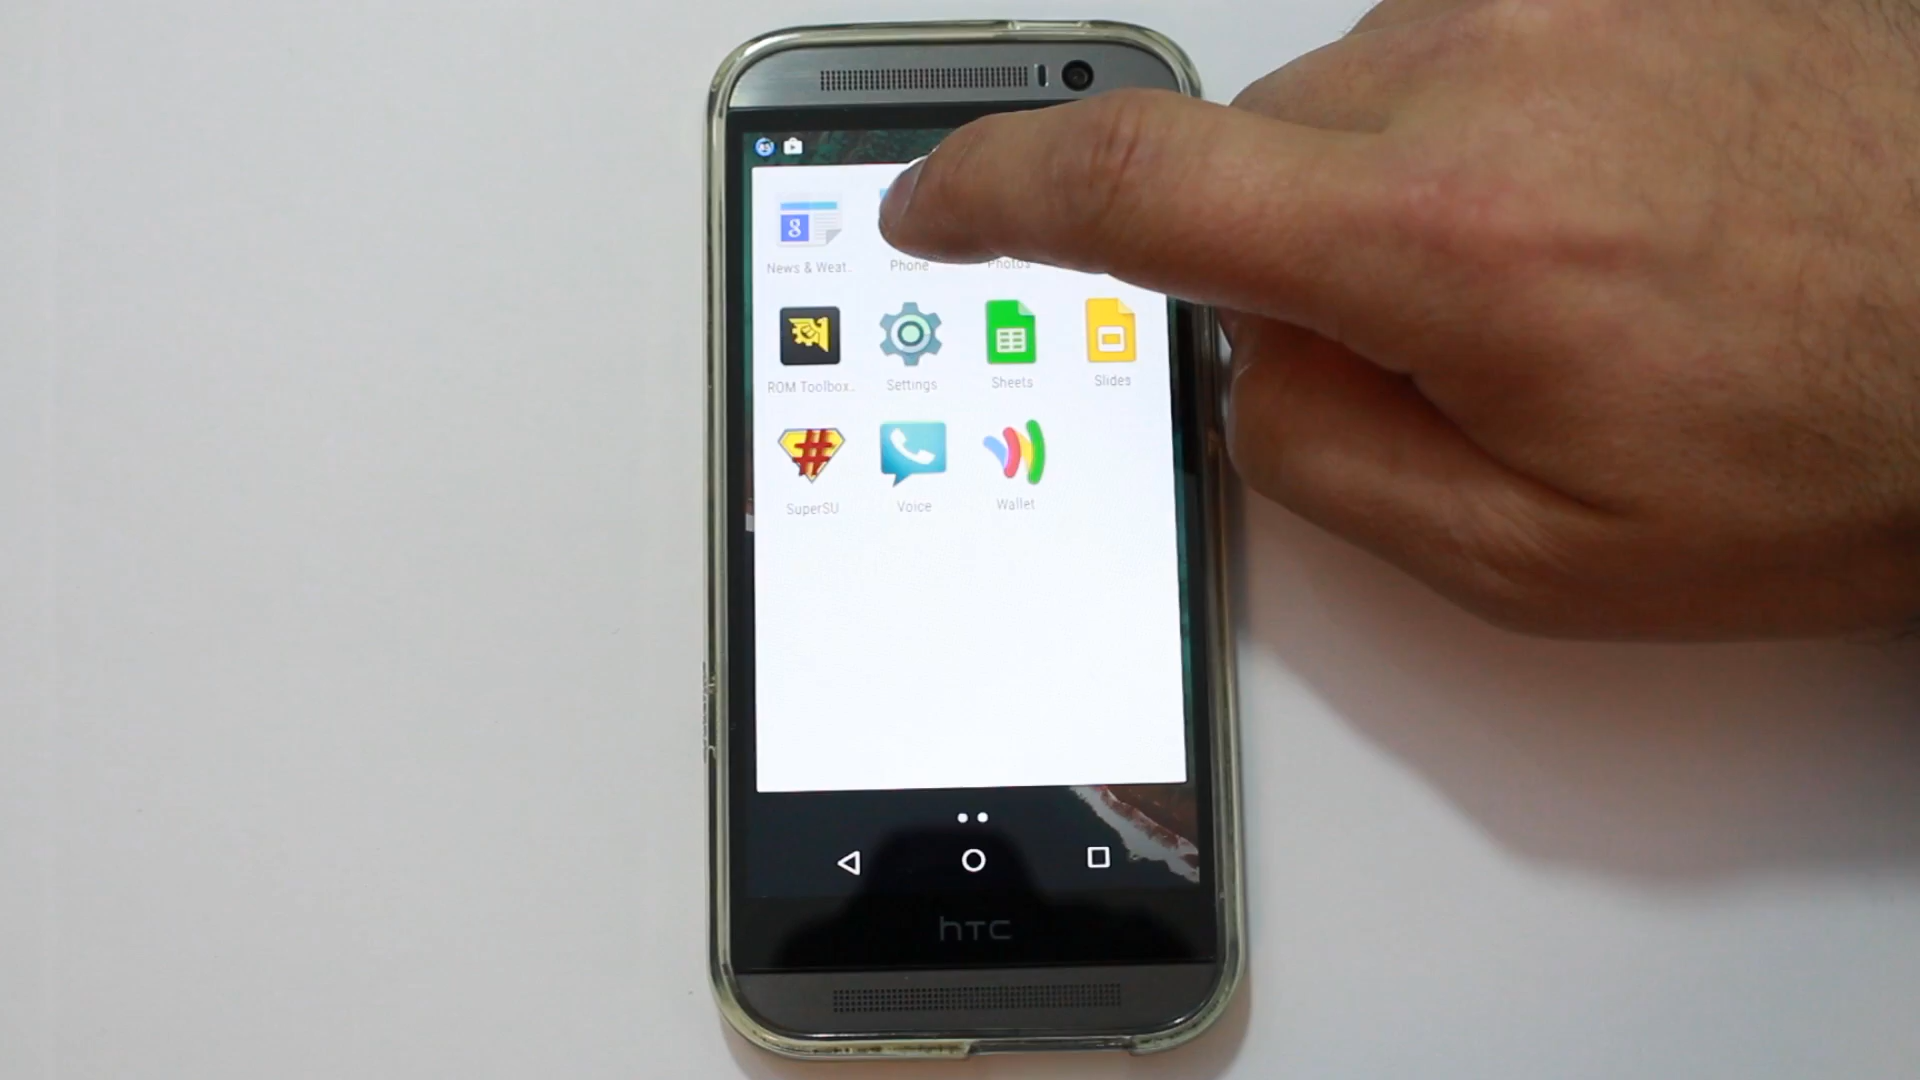 News & Weat..
Phone
Photos
ROM Toolbox..
Settings
Sheets
Slides
SuperSU
Voice
Wallet
hTC